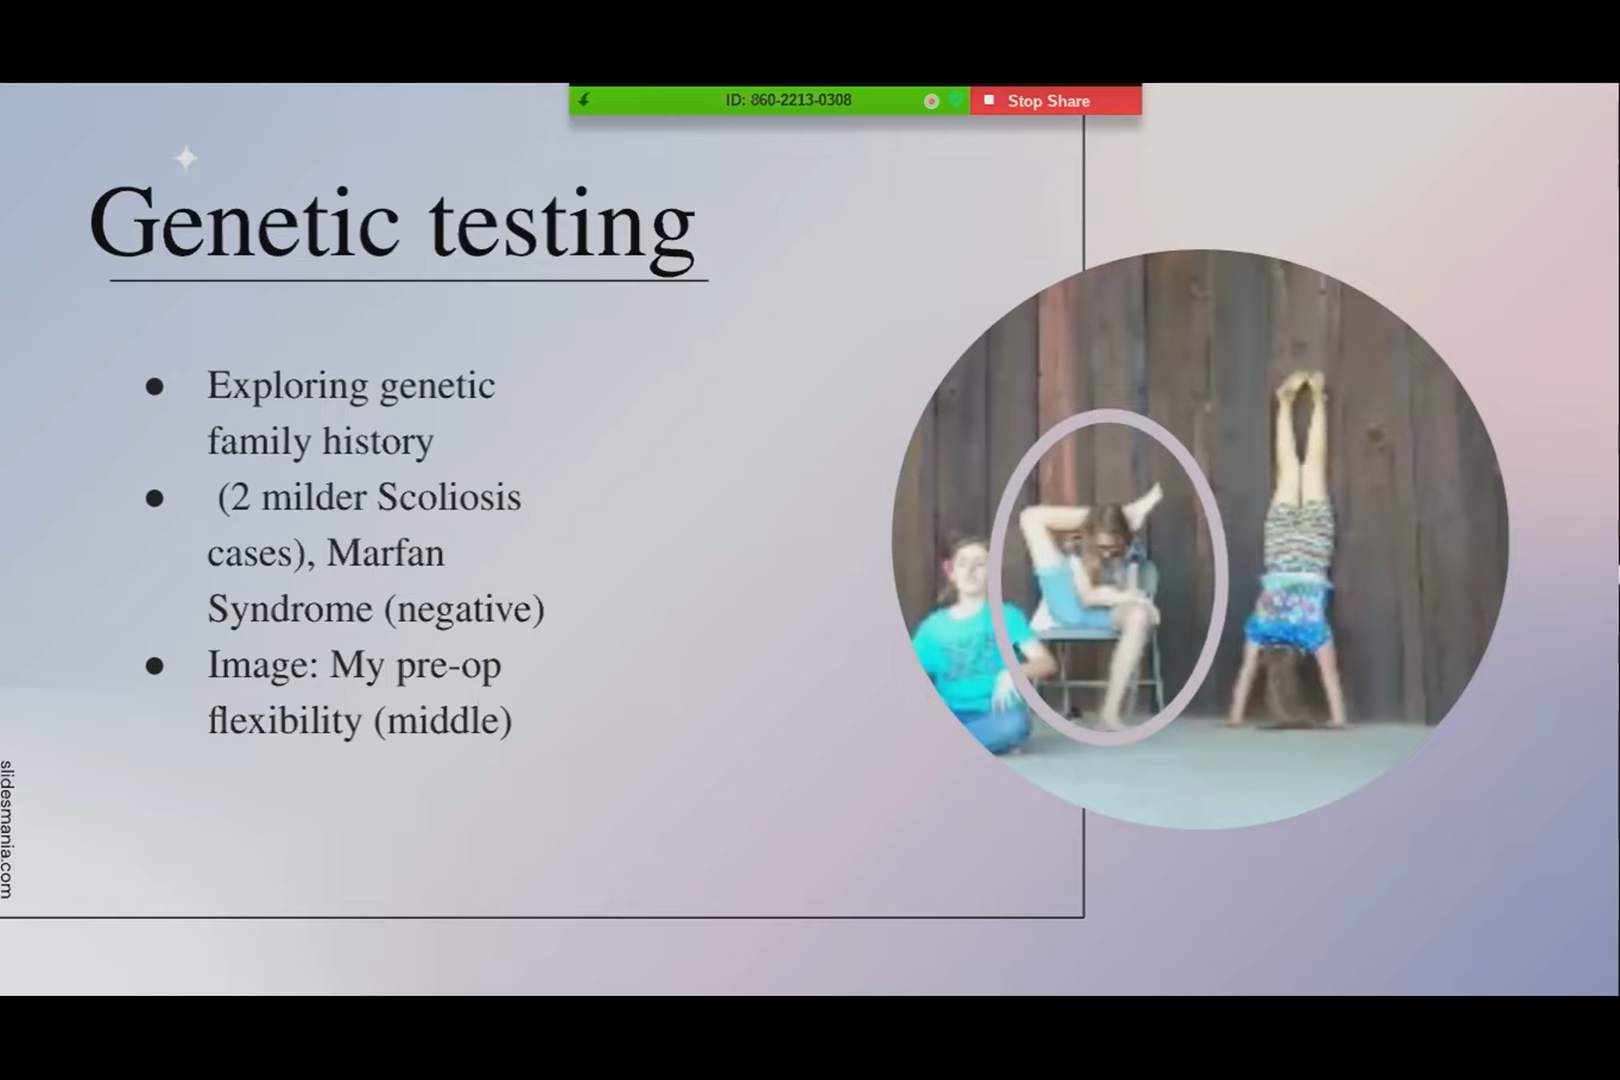 ID: 860-2213-0308
Stop Share
Genetic testing
● Exploring genetic
family history
● (2 milder Scoliosis
cases), Marfan
Syndrome (negative)
● Image: My pre-op
flexibility (middle)
slidesmania.com